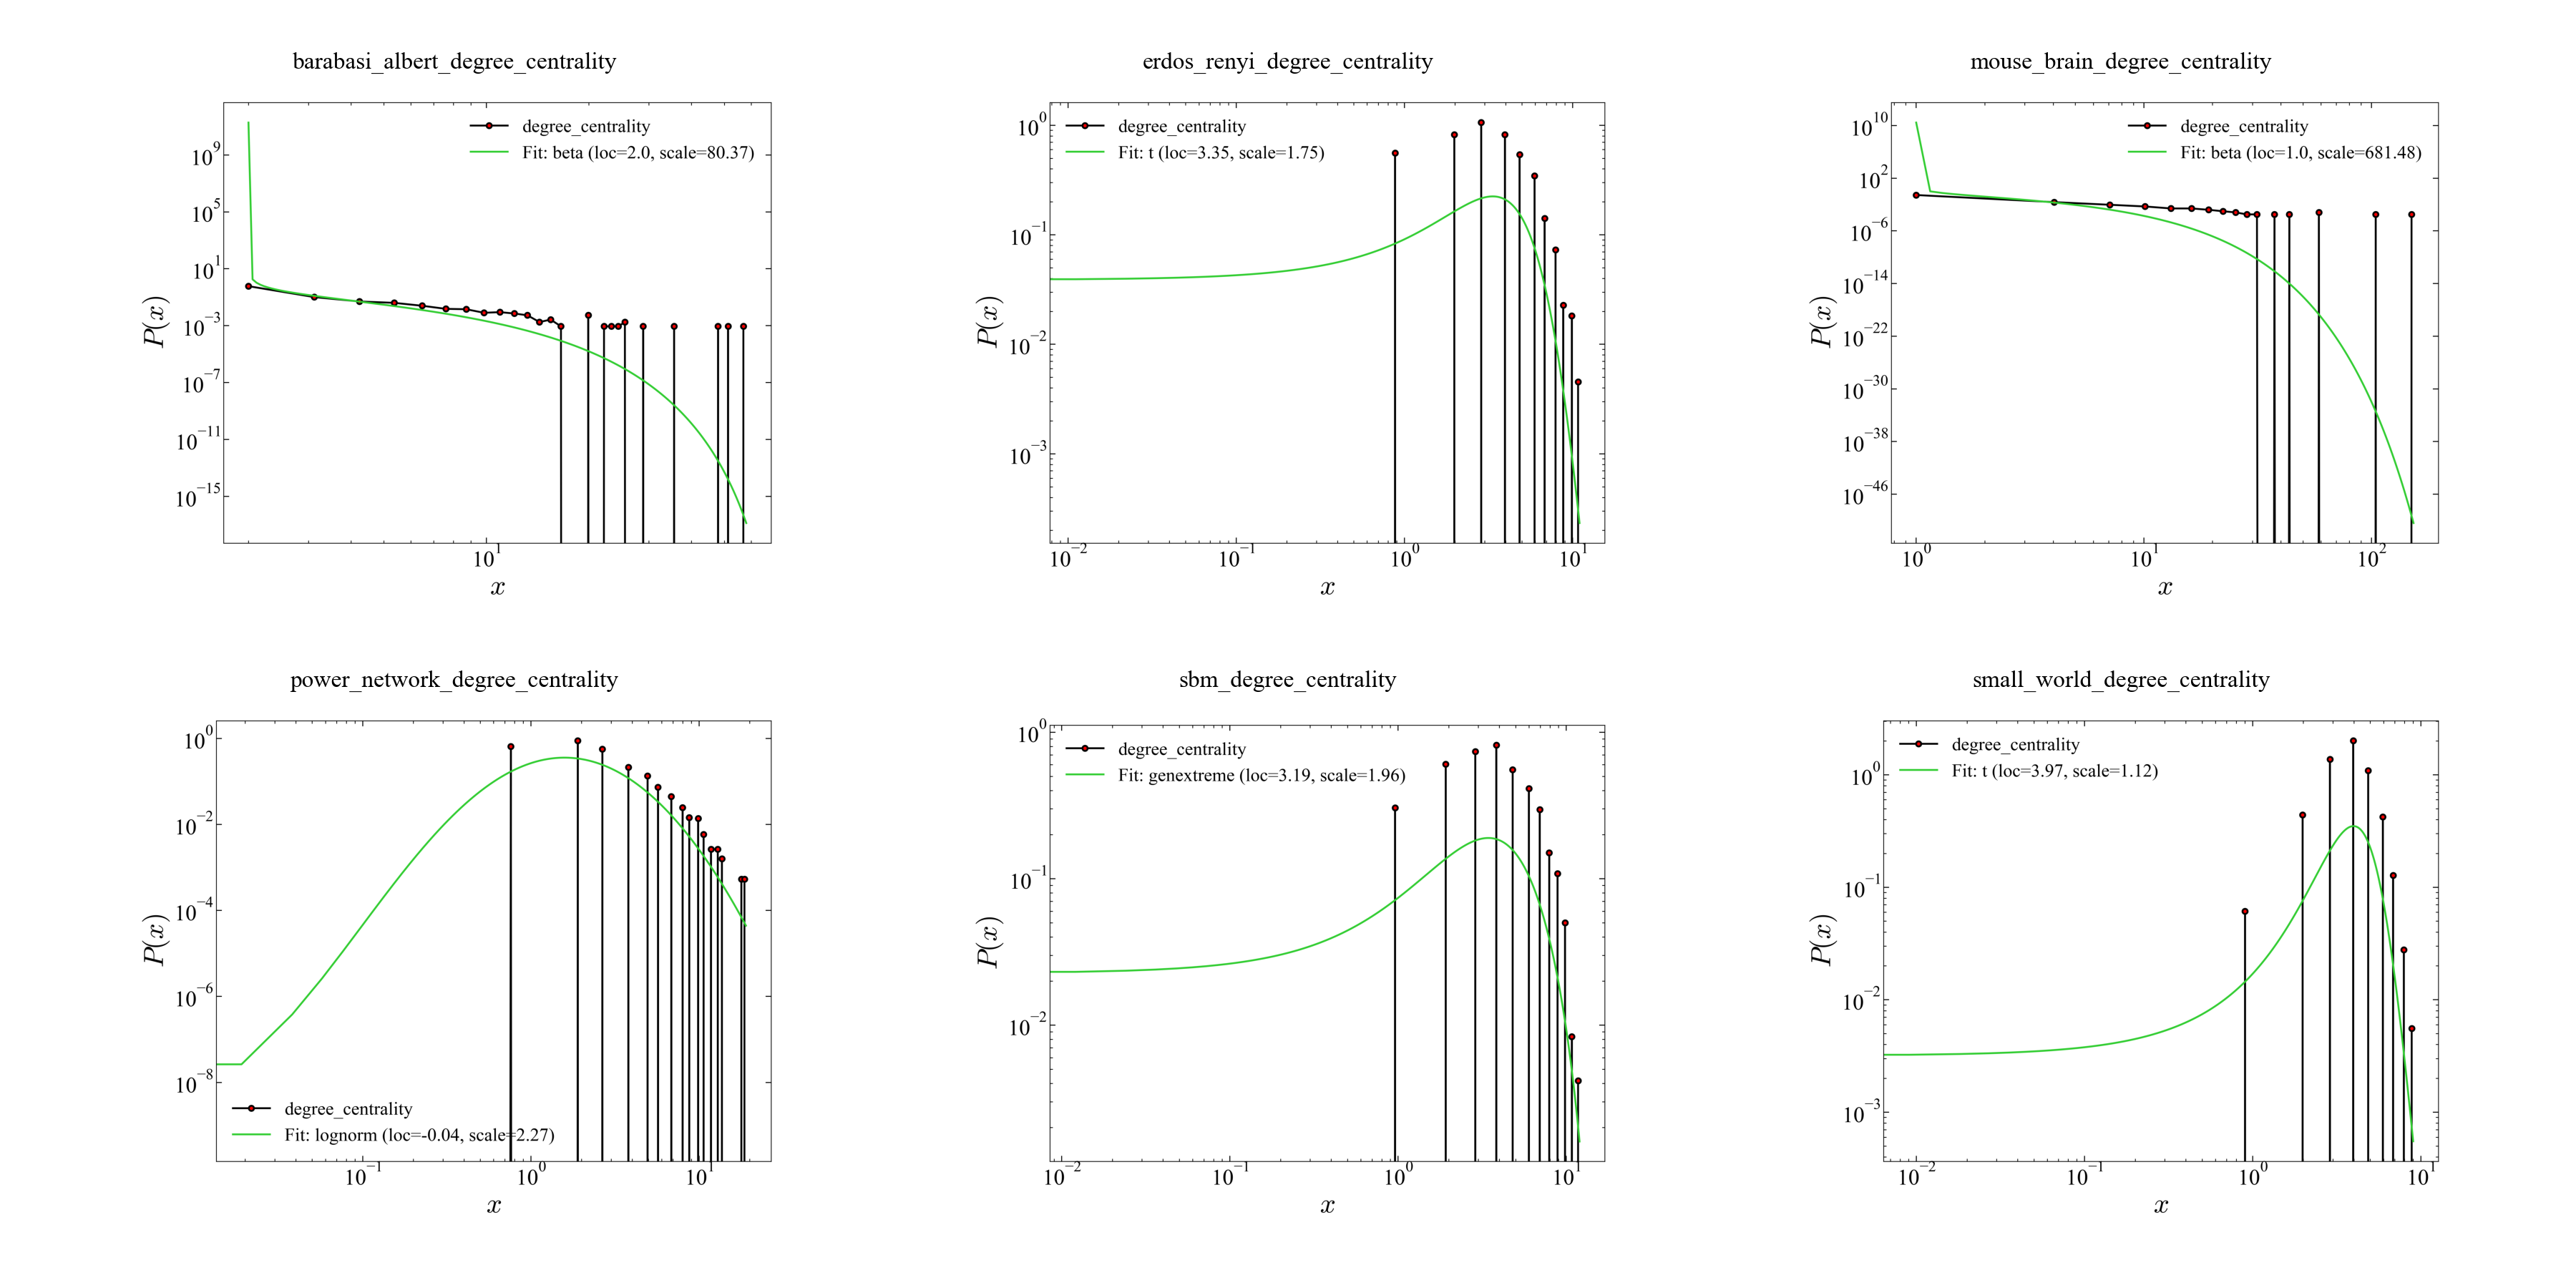 barabasi_albert_degree_centrality
degree_centrality
Fit: beta (loc=2.0, scale=80.37)
10^9
10^5
10^1
10^−3
10^−7
10^−11
10^−15
P(x)
10^1
x
erdos_renyi_degree_centrality
degree_centrality
Fit: t (loc=3.35, scale=1.75)
10^0
10^−1
10^−2
10^−3
P(x)
10^−2 10^−1 10^0 10^1
x
mouse_brain_degree_centrality
degree_centrality
Fit: beta (loc=1.0, scale=681.48)
10^10
10^2
10^−6
10^−14
10^−22
10^−30
10^−38
10^−46
P(x)
10^0 10^1 10^2
x
power_network_degree_centrality
10^0
10^−2
10^−4
10^−6
10^−8
P(x)
degree_centrality
Fit: lognorm (loc=-0.04, scale=2.27)
10^−1 10^0 10^1
x
sbm_degree_centrality
degree_centrality
Fit: genextreme (loc=3.19, scale=1.96)
10^0
10^−1
10^−2
P(x)
10^−2 10^−1 10^0 10^1
x
small_world_degree_centrality
degree_centrality
Fit: t (loc=3.97, scale=1.12)
10^0
10^−1
10^−2
10^−3
P(x)
10^−2 10^−1 10^0 10^1
x